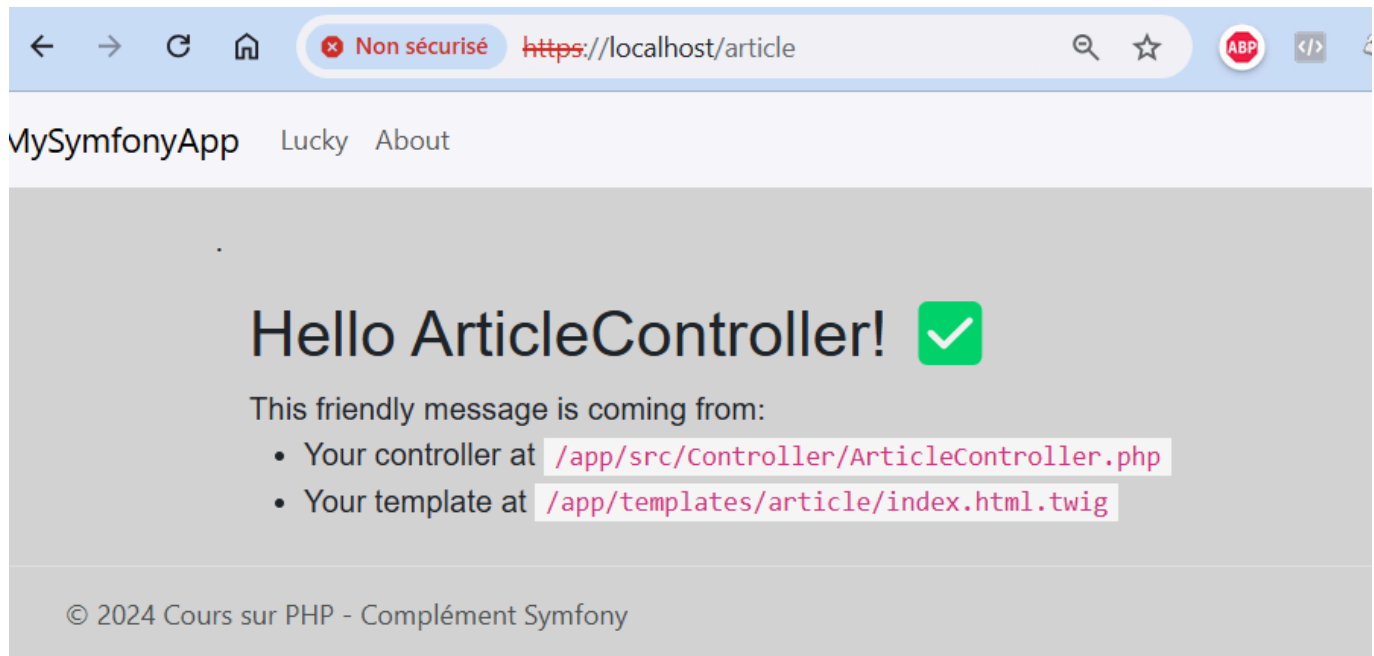 Non sécurisé https://localhost/article ABP </>
MySymfonyApp Lucky About
.
Hello ArticleController! ✅
This friendly message is coming from:
• Your controller at /app/src/Controller/ArticleController.php
• Your template at /app/templates/article/index.html.twig
© 2024 Cours sur PHP - Complément Symfony